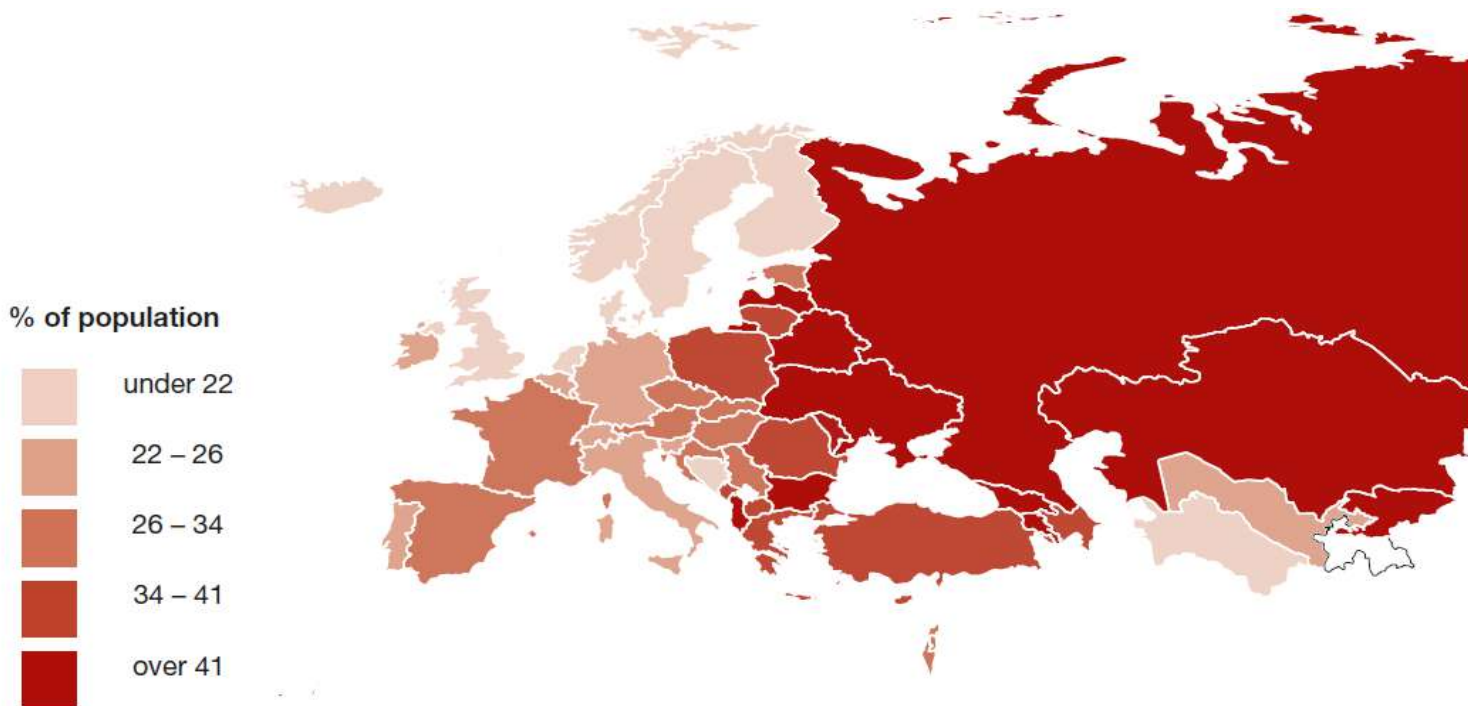 % of population
under 22
22 – 26
26 – 34
34 – 41
over 41